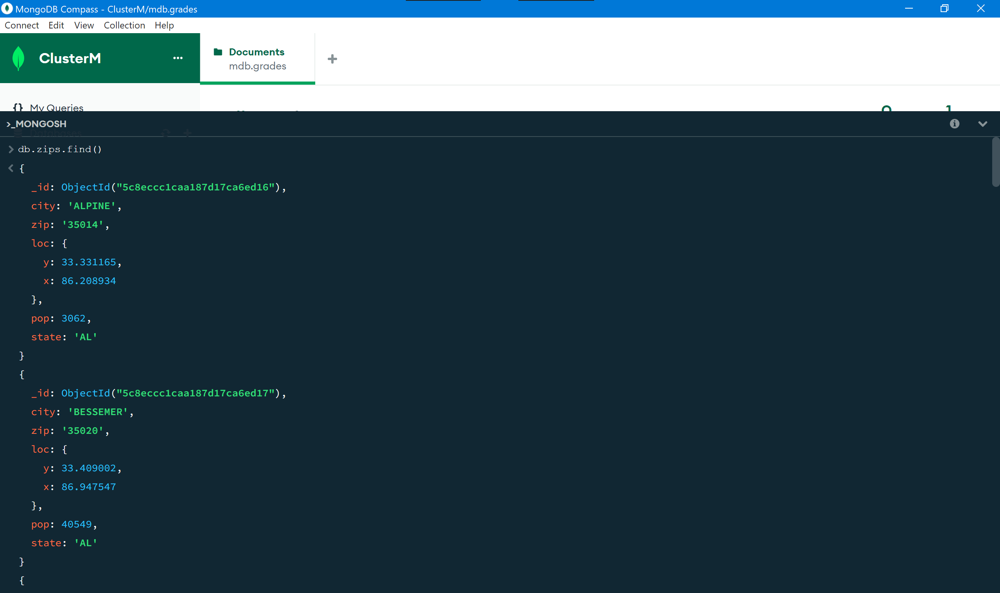 MongoDB Compass - ClusterM/mdb.grades
Connect Edit View Collection Help
ClusterM
Documents
mdb.grades
{} My Queries
>_MONGOSH
Databases
db.zips.find()
{
_id: ObjectId("5c8eccc1caa187d17ca6ed16"),
city: 'ALPINE',
zip: '35014',
loc: {
y: 33.331165,
x: 86.208934
},
pop: 3062,
state: 'AL'
}
{
_id: ObjectId("5c8eccc1caa187d17ca6ed17"),
city: 'BESSEMER',
zip: '35020',
loc: {
y: 33.409002,
x: 86.947547
},
pop: 40549,
state: 'AL'
}
{